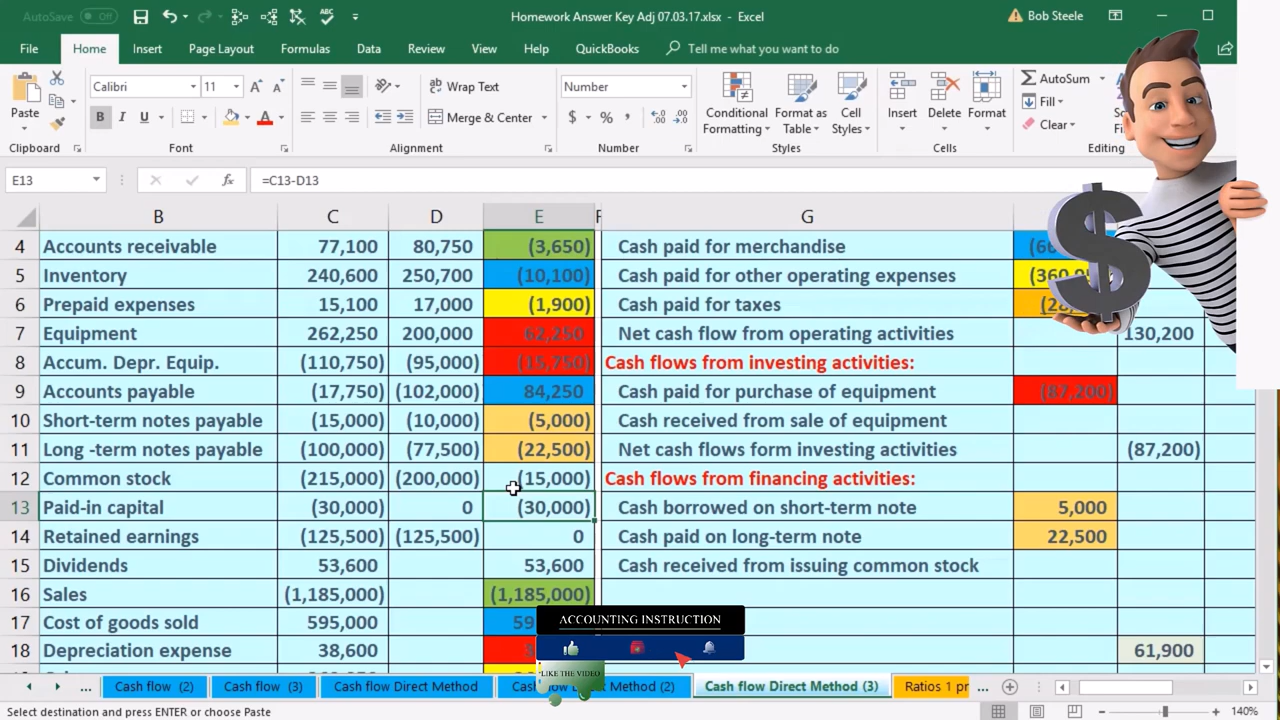 AutoSave Off Homework Answer Key Adj 07.03.17.xlsx - Excel Bob Steele
File Home Insert Page Layout Formulas Data Review View Help QuickBooks Tell me what you want to do
Paste Calibri 11 Wrap Text Number Conditional Format as Cell Insert Delete Format AutoSum
B I U Merge & Center $ % Formatting Table Styles Fill
Clear
Clipboard Font Alignment Number Styles Cells Editing
E13 fx =C13-D13
B C D E F G
4 Accounts receivable 77,100 80,750 (3,650) Cash paid for merchandise
5 Inventory 240,600 250,700 (10,100) Cash paid for other operating expenses
6 Prepaid expenses 15,100 17,000 (1,900) Cash paid for taxes
7 Equipment 262,250 200,000 62,250 Net cash flow from operating activities 130,200
8 Accum. Depr. Equip. (110,750) (95,000) (15,750) Cash flows from investing activities:
9 Accounts payable (17,750) (102,000) 84,250 Cash paid for purchase of equipment (87,200)
10 Short-term notes payable (15,000) (10,000) (5,000) Cash received from sale of equipment
11 Long -term notes payable (100,000) (77,500) (22,500) Net cash flows form investing activities (87,200)
12 Common stock (215,000) (200,000) (15,000) Cash flows from financing activities:
13 Paid-in capital (30,000) 0 (30,000) Cash borrowed on short-term note 5,000
14 Retained earnings (125,500) (125,500) 0 Cash paid on long-term note 22,500
15 Dividends 53,600 53,600 Cash received from issuing common stock
16 Sales (1,185,000) (1,185,000)
17 Cost of goods sold 595,000
18 Depreciation expense 38,600 61,900
ACCOUNTING INSTRUCTION
"LIKE THE VIDEO
... Cash flow (2) Cash flow (3) Cash flow Direct Method Cash flow Direct Method (3) Ratios 1 pr ...
Select destination and press ENTER or choose Paste 140%